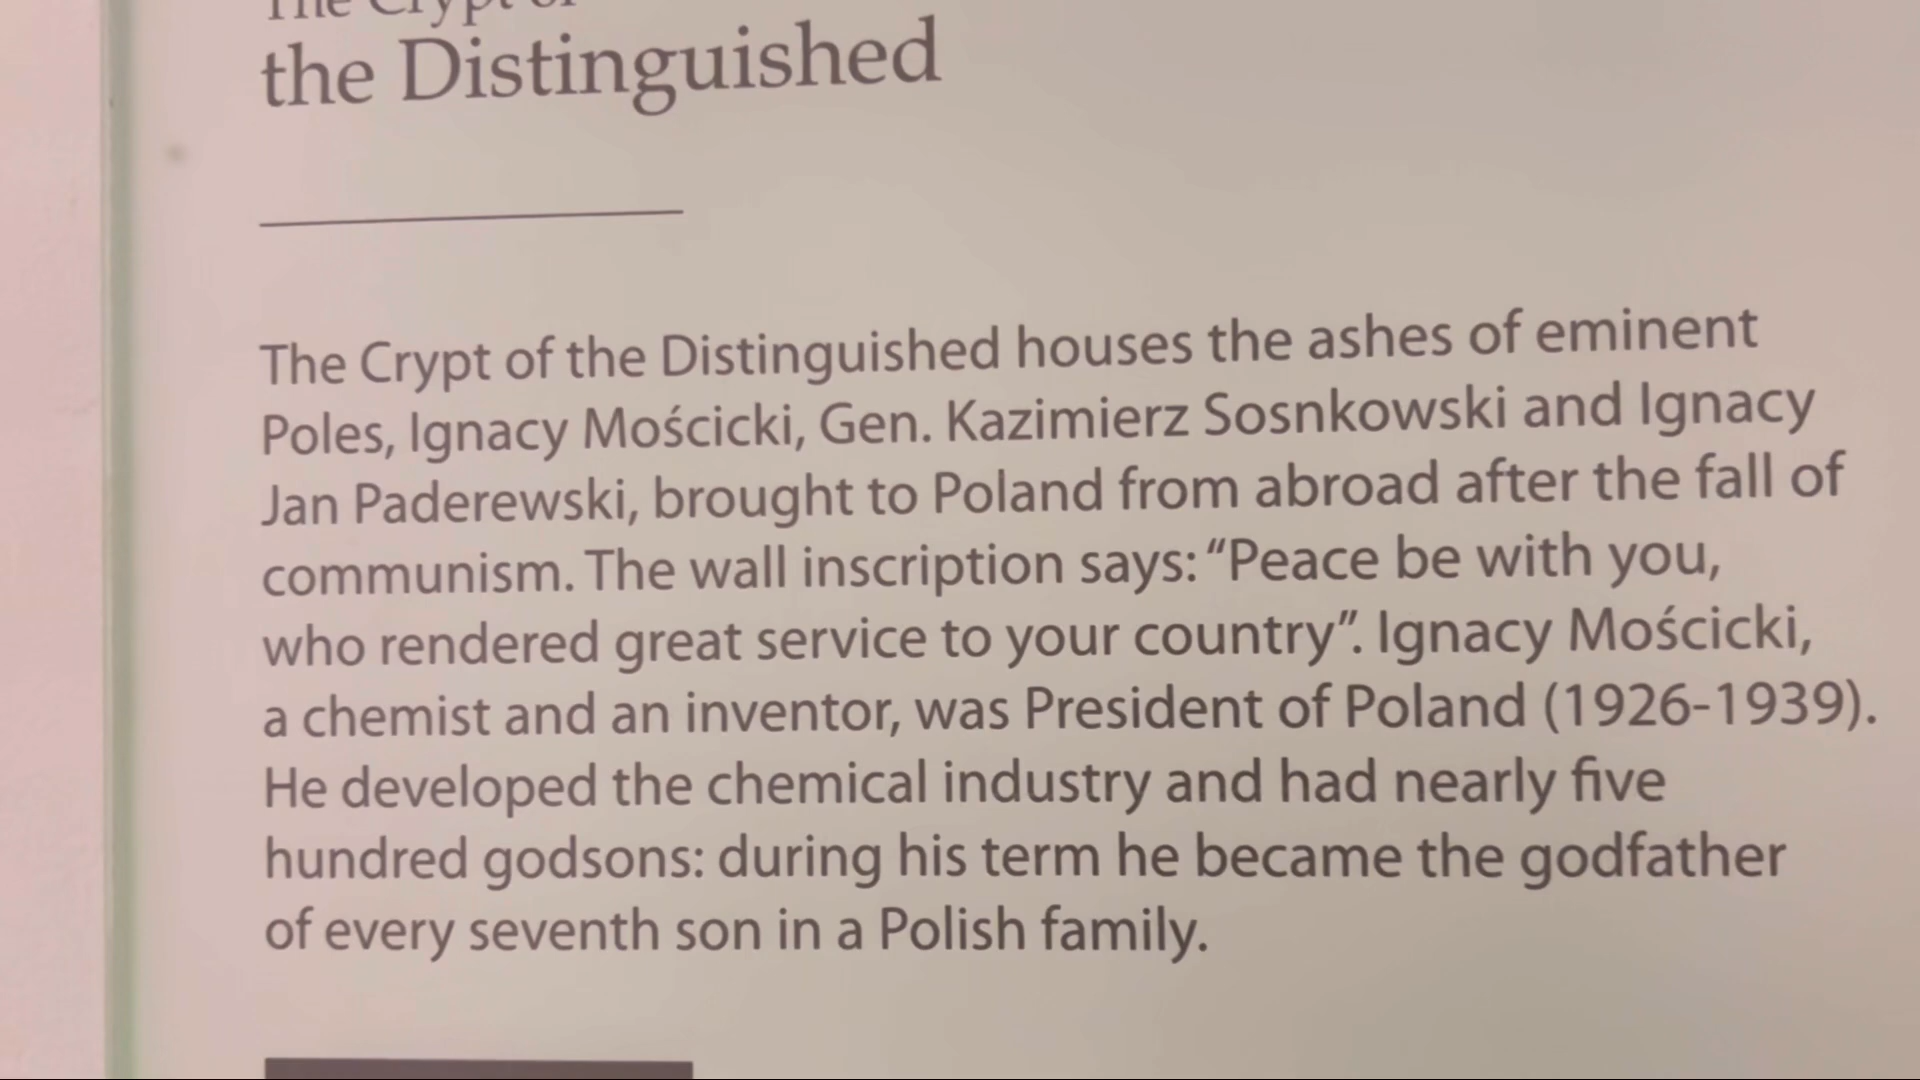 The Crypt of
the Distinguished
The Crypt of the Distinguished houses the ashes of eminent
Poles, Ignacy Mościcki, Gen. Kazimierz Sosnkowski and Ignacy
Jan Paderewski, brought to Poland from abroad after the fall of
communism. The wall inscription says: “Peace be with you,
who rendered great service to your country”. Ignacy Mościcki,
a chemist and an inventor, was President of Poland (1926-1939).
He developed the chemical industry and had nearly five
hundred godsons: during his term he became the godfather
of every seventh son in a Polish family.